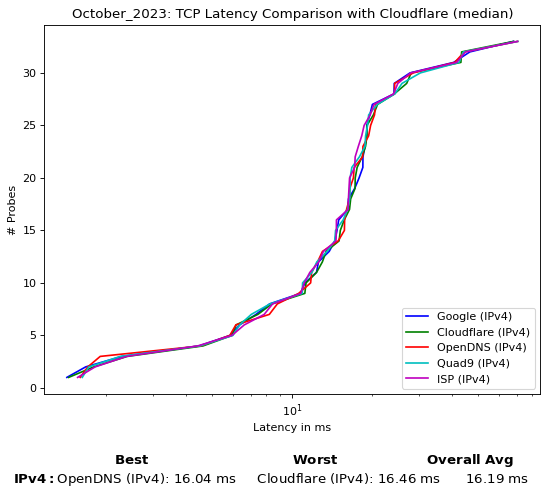 October_2023: TCP Latency Comparison with Cloudflare (median)
# Probes
30
25
20
15
10
5
0
Google (IPv4)
Cloudflare (IPv4)
OpenDNS (IPv4)
Quad9 (IPv4)
ISP (IPv4)
10¹
Latency in ms
Best Worst Overall Avg
IPv4: OpenDNS (IPv4): 16.04 ms Cloudflare (IPv4): 16.46 ms 16.19 ms